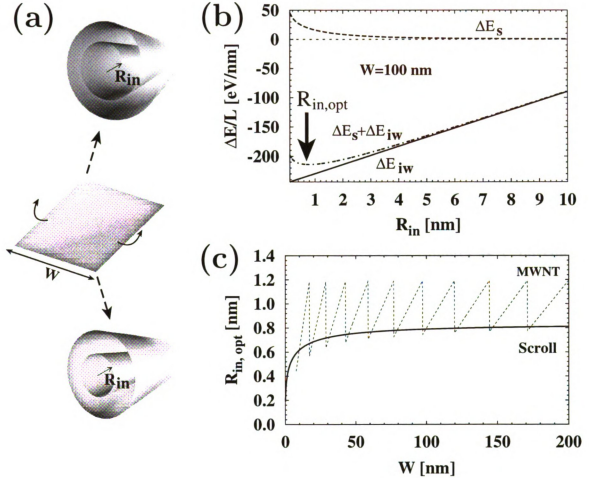 (a)
R_in
W
R_in
(b)
50
0
-50
-100
-150
-200
ΔE/L [eV/nm]
ΔE_s
W=100 nm
R_in,opt
ΔE_s+ΔE_iw
ΔE_iw
1 2 3 4 5 6 7 8 9 10
R_in [nm]
(c)
1.4
1.2
1.0
0.8
0.6
0.4
0.2
0.0
R_in, opt [nm]
MWNT
Scroll
0 50 100 150 200
W [nm]